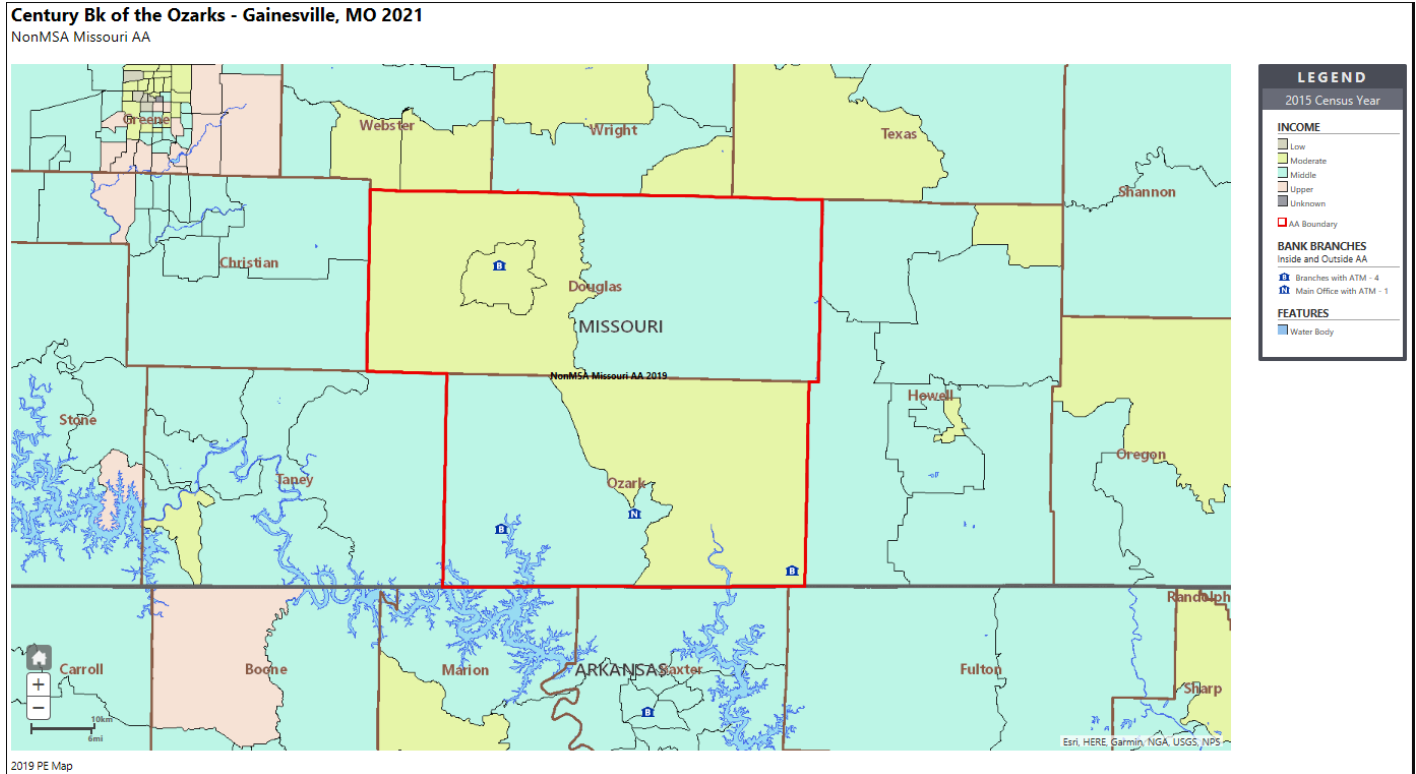 Century Bk of the Ozarks - Gainesville, MO 2021
NonMSA Missouri AA
LEGEND
2015 Census Year
INCOME
Low
Moderate
Middle
Upper
Unknown
AA Boundary
BANK BRANCHES
Inside and Outside AA
B Branches with ATM - 4
N Main Office with ATM - 1
FEATURES
Water Body
Greene
Webster
Wright
Texas
Shannon
Christian
B
Douglas
MISSOURI
NonMSA Missouri AA 2019
Stone
Howell
Taney
Ozark
Oregon
N
B
B
Randolph
Carroll
Boone
Marion
ARKANSAS
Baxter
Fulton
Sharp
+
−
B
10km
6mi
Esri, HERE, Garmin, NGA, USGS, NPS
2019 PE Map